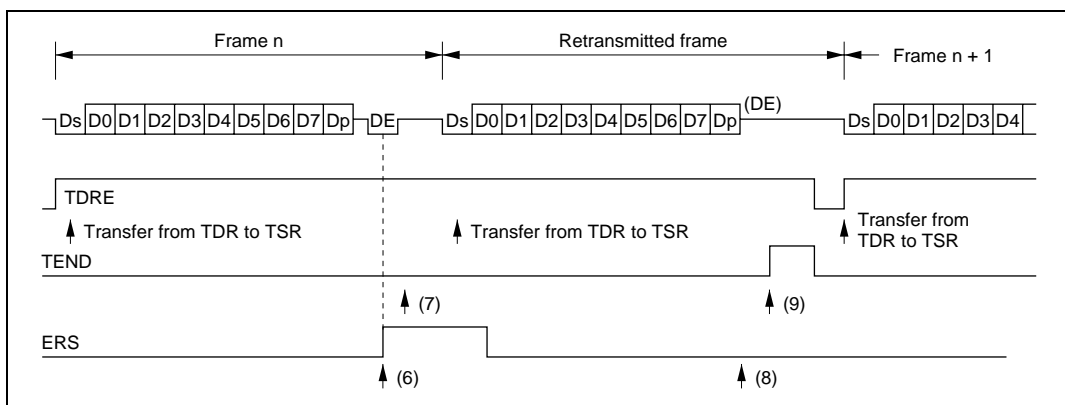 Frame n
Retransmitted frame
Frame n + 1
(DE)
Ds D0 D1 D2 D3 D4 D5 D6 D7 Dp
DE
Ds D0 D1 D2 D3 D4 D5 D6 D7 Dp
Ds D0 D1 D2 D3 D4
TDRE
Transfer from TDR to TSR
Transfer from TDR to TSR
Transfer from
TDR to TSR
TEND
(7)
(9)
ERS
(6)
(8)